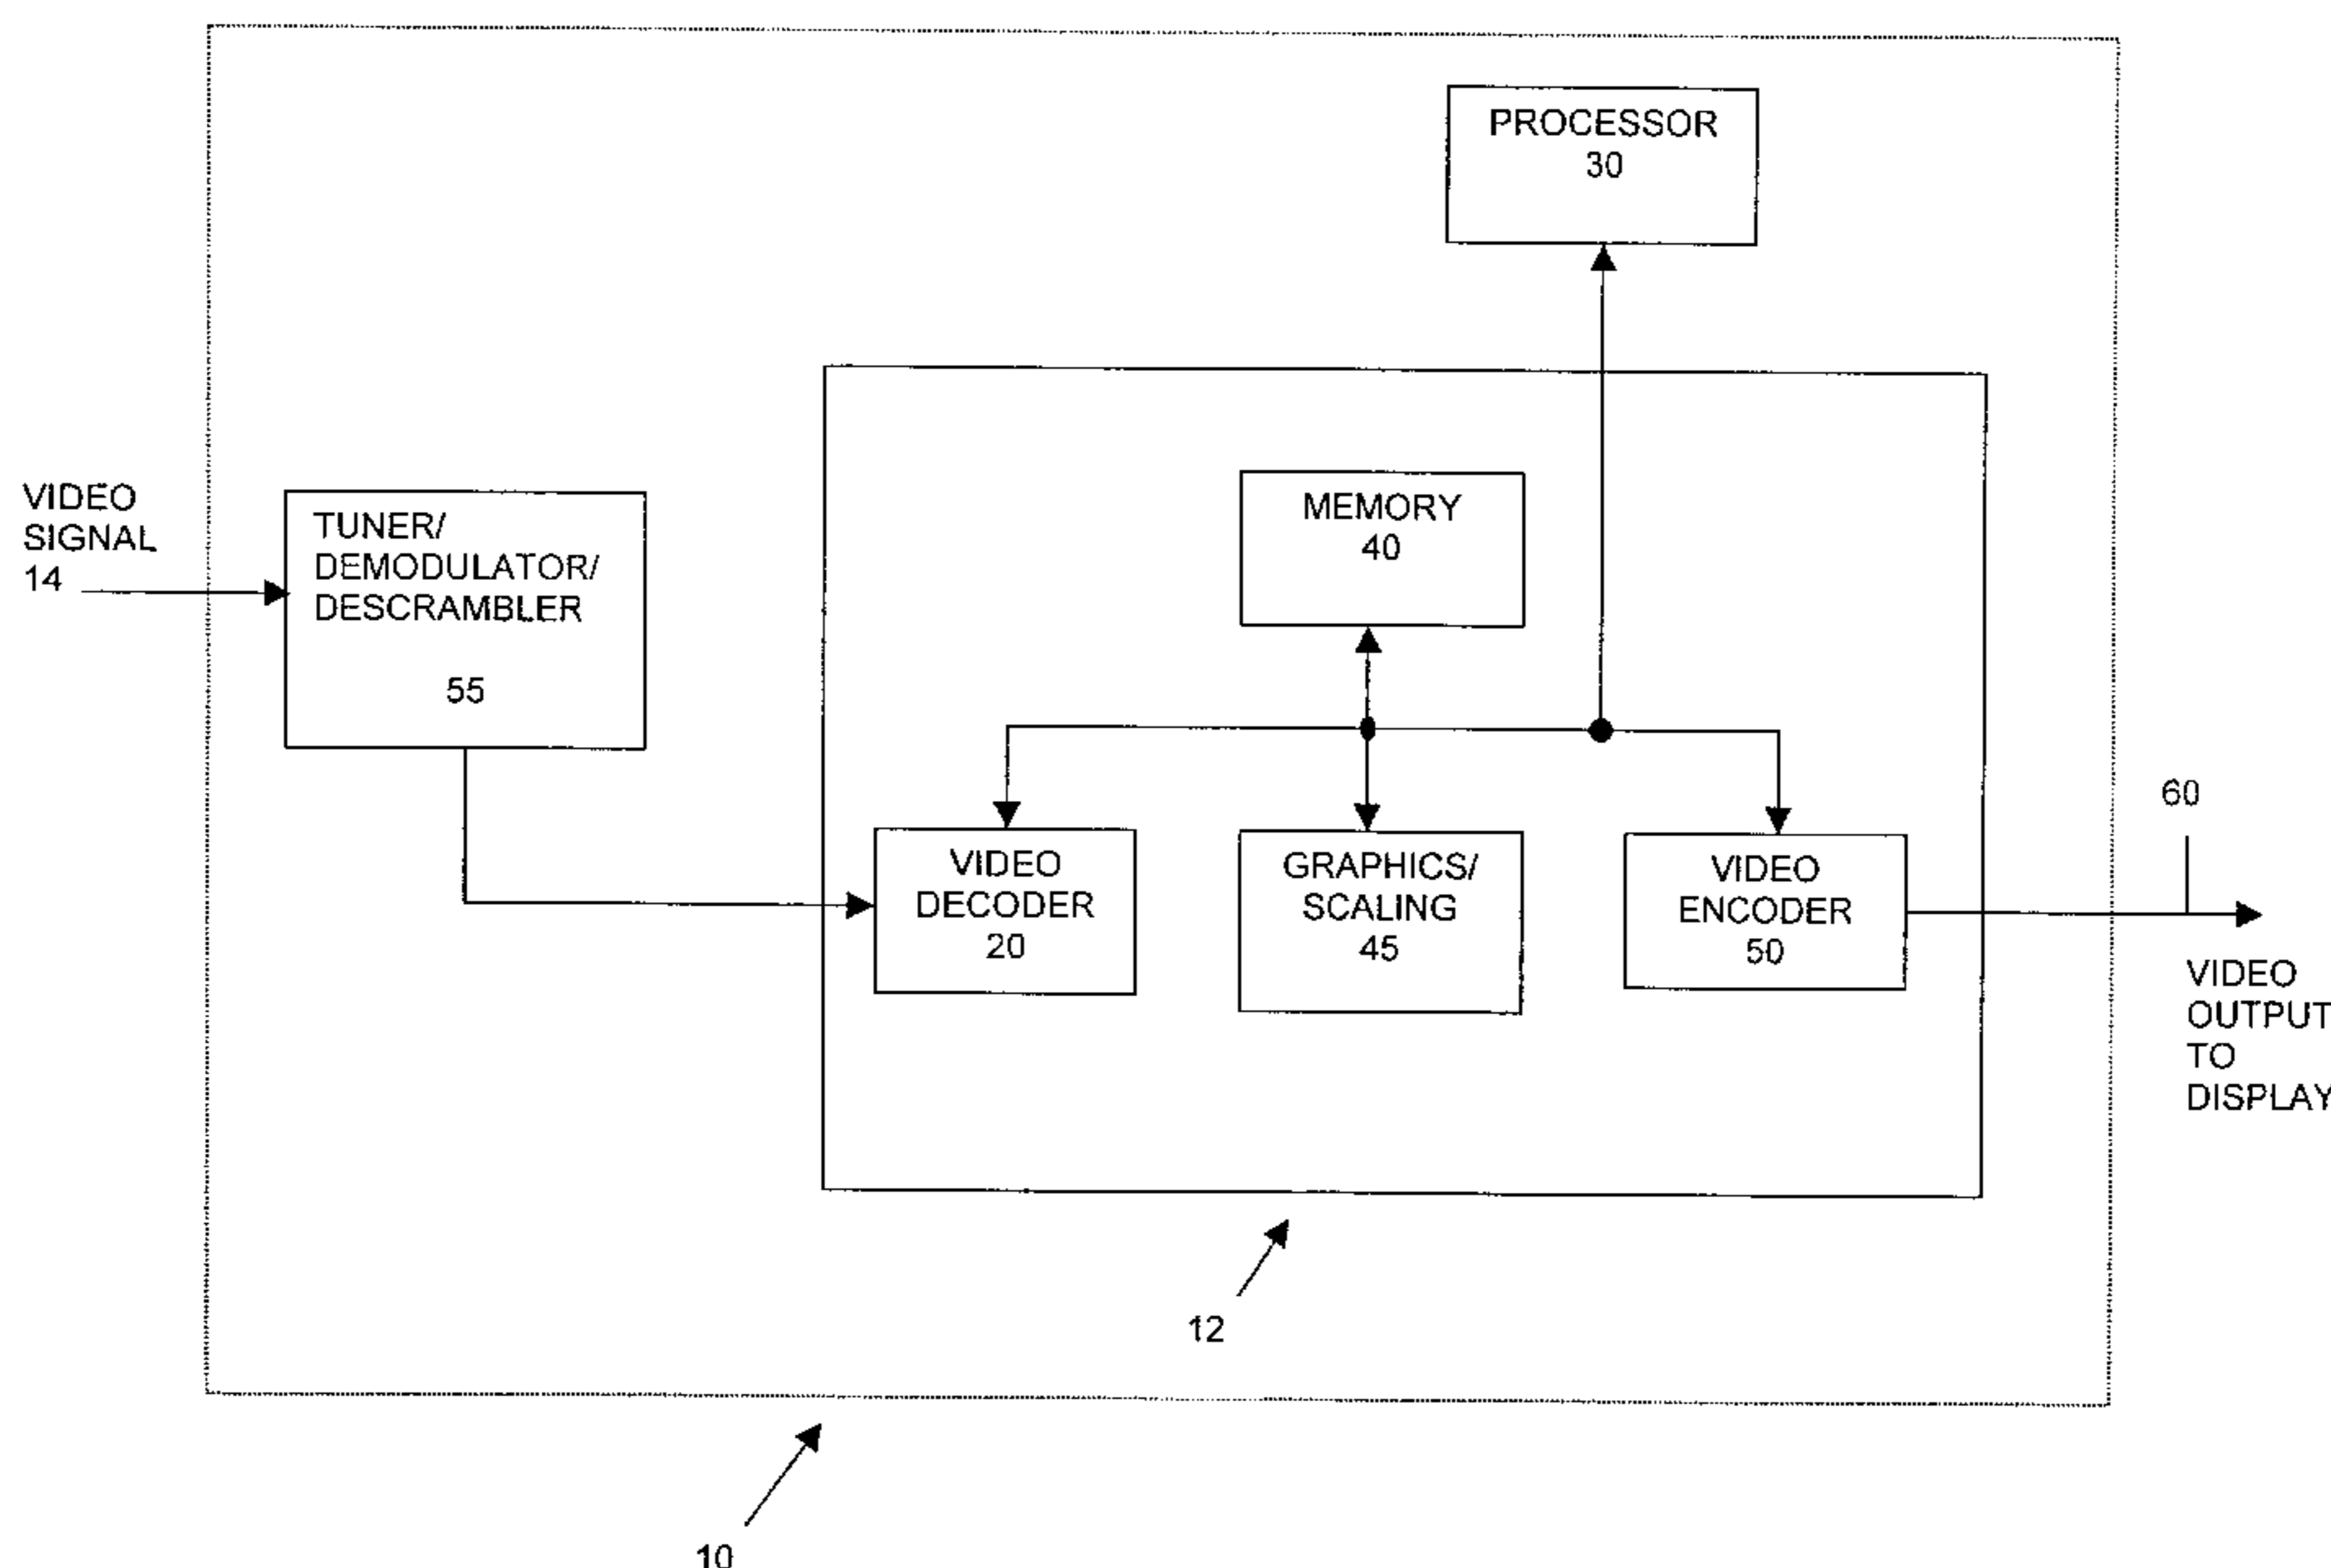 PROCESSOR
30
VIDEO
SIGNAL
14
TUNER/
DEMODULATOR/
DESCRAMBLER
55
MEMORY
40
VIDEO
DECODER
20
GRAPHICS/
SCALING
45
VIDEO
ENCODER
50
60
VIDEO
OUTPUT
TO
DISPLAY
12
10